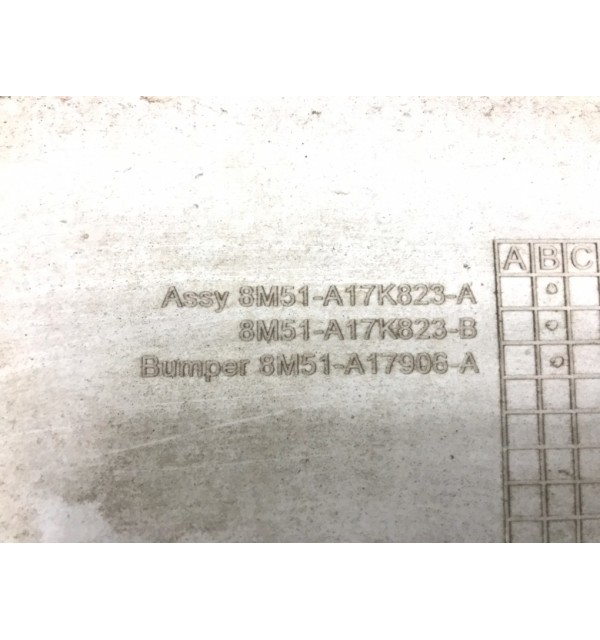 A B C
Assy 8M51-A17K823-A
8M51-A17K823-B
Bumper 8M51-A17906-A